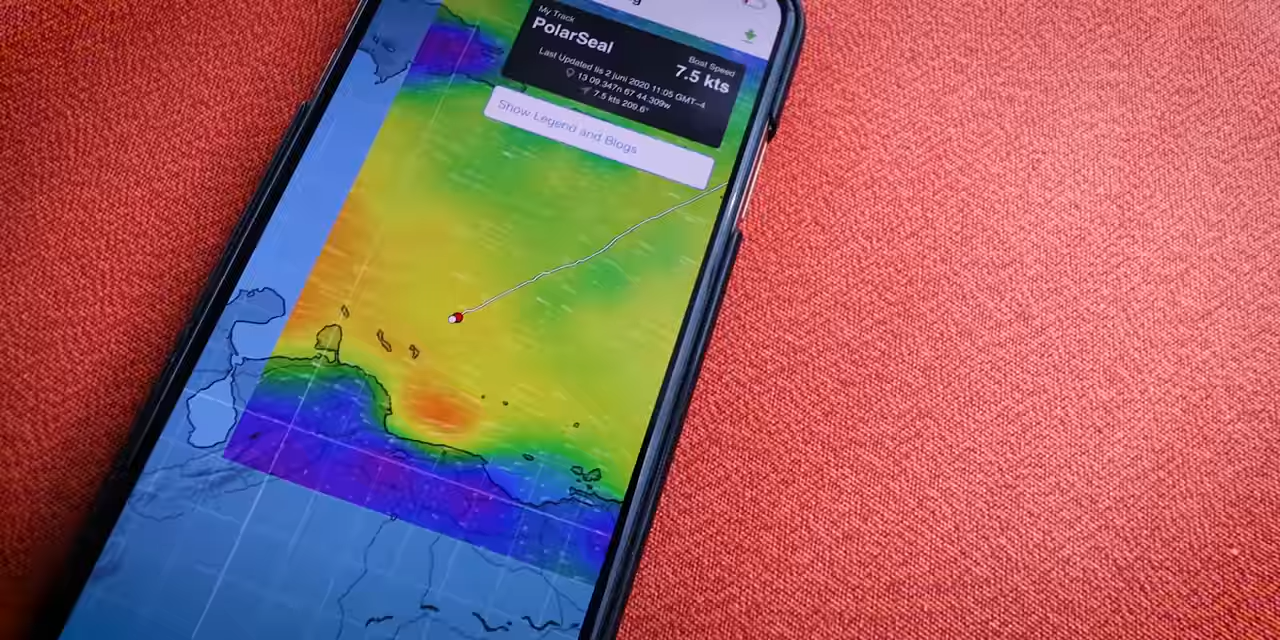 My Track
PolarSeal
Boat Speed
7.5 kts
Last Updated tis 2 juni 2020 11:05 GMT-4
13 09.347n 67 44.309w
7.5 kts 209.6°
Show Legend and Blogs